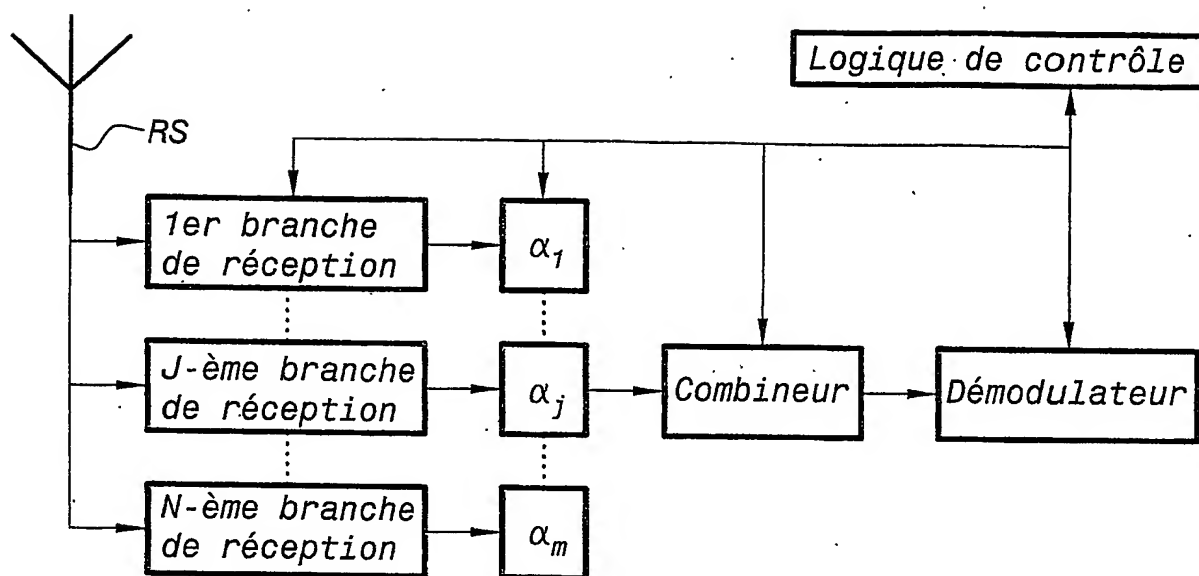 Logique de contrôle
RS
1er branche
de réception
α1
J-ème branche
de réception
αj
Combineur
Démodulateur
N-ème branche
de réception
αm